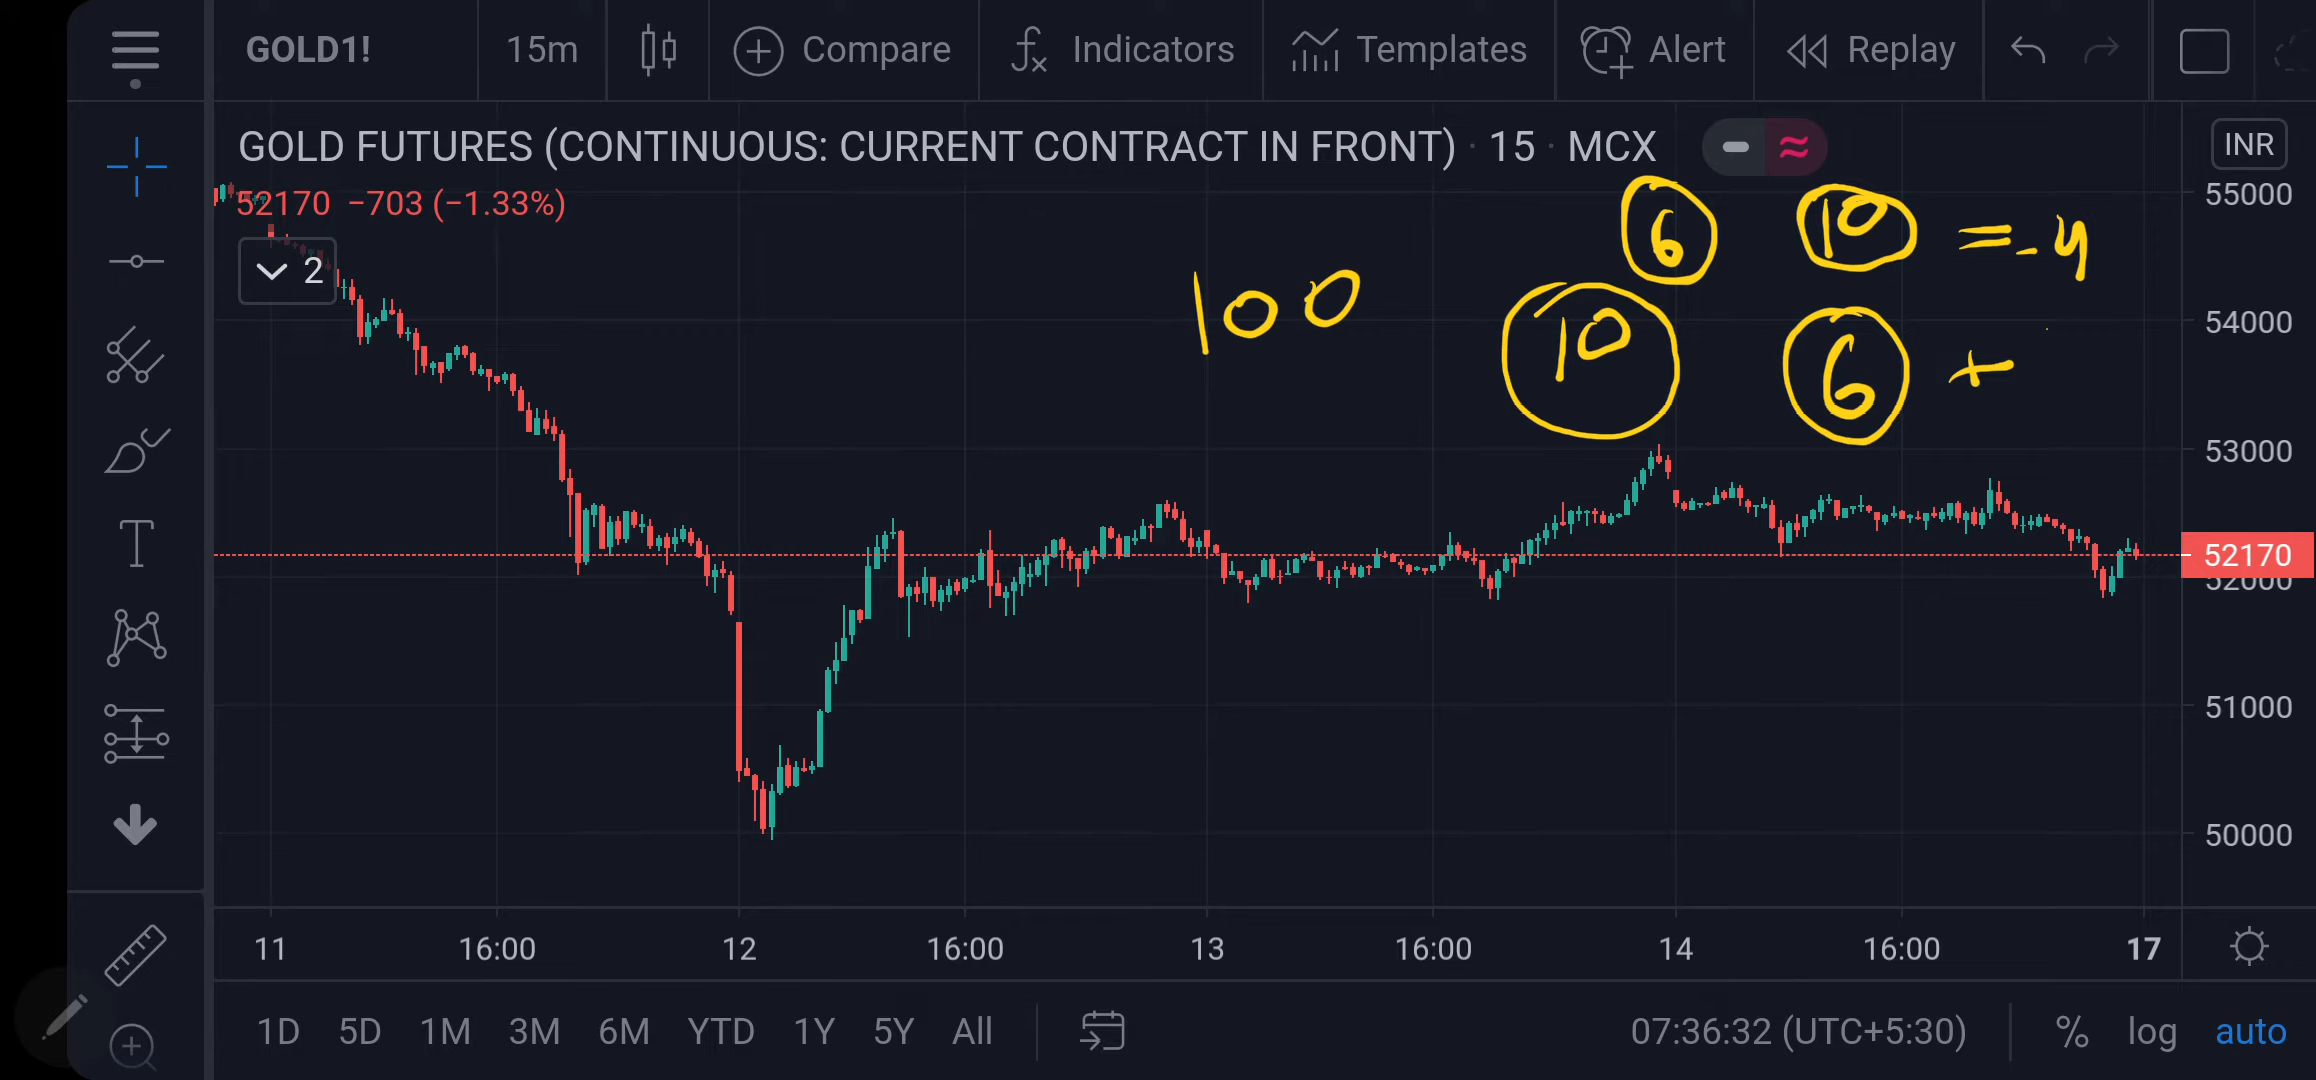 GOLD1! 15m Compare Indicators Templates Alert Replay
GOLD FUTURES (CONTINUOUS: CURRENT CONTRACT IN FRONT) · 15 · MCX INR
52170 −703 (−1.33%)
2
6 10 = - 4
100
10 6 +
55000
54000
53000
52170
52000
51000
50000
11 16:00 12 16:00 13 16:00 14 16:00 17
1D 5D 1M 3M 6M YTD 1Y 5Y All 07:36:32 (UTC+5:30) % log auto